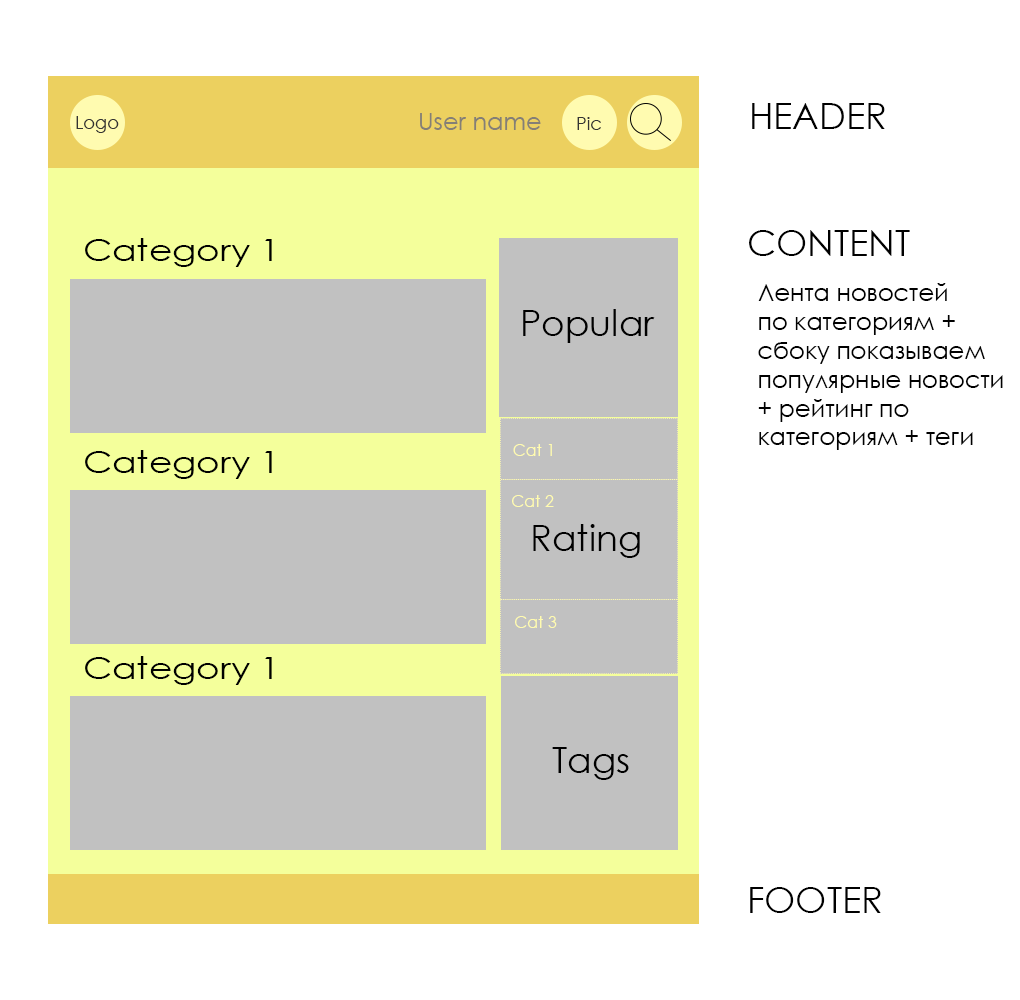 Logo
User name
Pic
HEADER
Category 1
Popular
CONTENT
Лента новостей
по категориям +
сбоку показываем
популярные новости
+ рейтинг по
категориям + теги
Cat 1
Category 1
Cat 2
Rating
Cat 3
Category 1
Tags
FOOTER